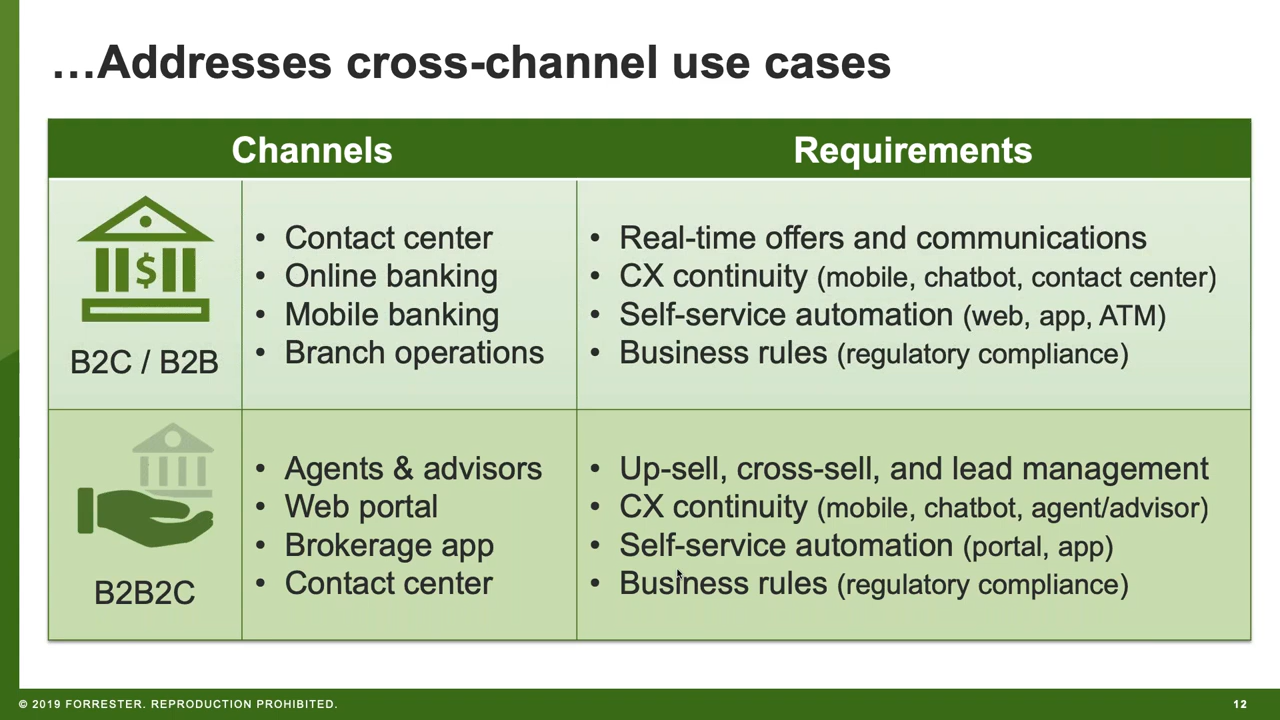 …Addresses cross-channel use cases
Channels
Requirements
$
B2C / B2B
• Contact center
• Online banking
• Mobile banking
• Branch operations
• Real-time offers and communications
• CX continuity (mobile, chatbot, contact center)
• Self-service automation (web, app, ATM)
• Business rules (regulatory compliance)
B2B2C
• Agents & advisors
• Web portal
• Brokerage app
• Contact center
• Up-sell, cross-sell, and lead management
• CX continuity (mobile, chatbot, agent/advisor)
• Self-service automation (portal, app)
• Business rules (regulatory compliance)
© 2019 FORRESTER. REPRODUCTION PROHIBITED.
12